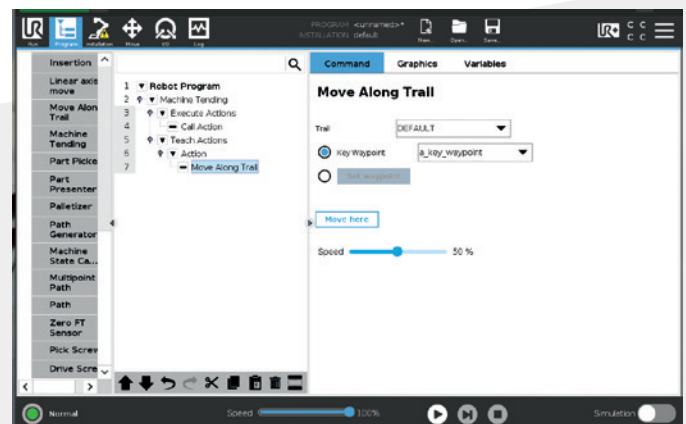 PROGRAM <unnamed>*
INSTALLATION default
Run Program Installation Move I/O Log New... Open... Save...
UR+
C C
C C
Insertion
Linear axis move
Move Alon
Trail
Machine
Tending
Part Picke
Part
Presenter
Palletizer
Path
Generator
Machine
State Ca...
Multipoint
Path
Path
Zero FT
Sensor
Pick Screw
Drive Scre
1 Robot Program
2 Machine Tending
3 Execute Actions
4 Call Action
5 Teach Actions
6 Action
7 Move Along Trail
Command Graphics Variables
Move Along Trail
Trail DEFAULT
Key Waypoint a_key_waypoint
Set waypoint
Move here
Speed 50 %
Normal Speed 100% Simulation